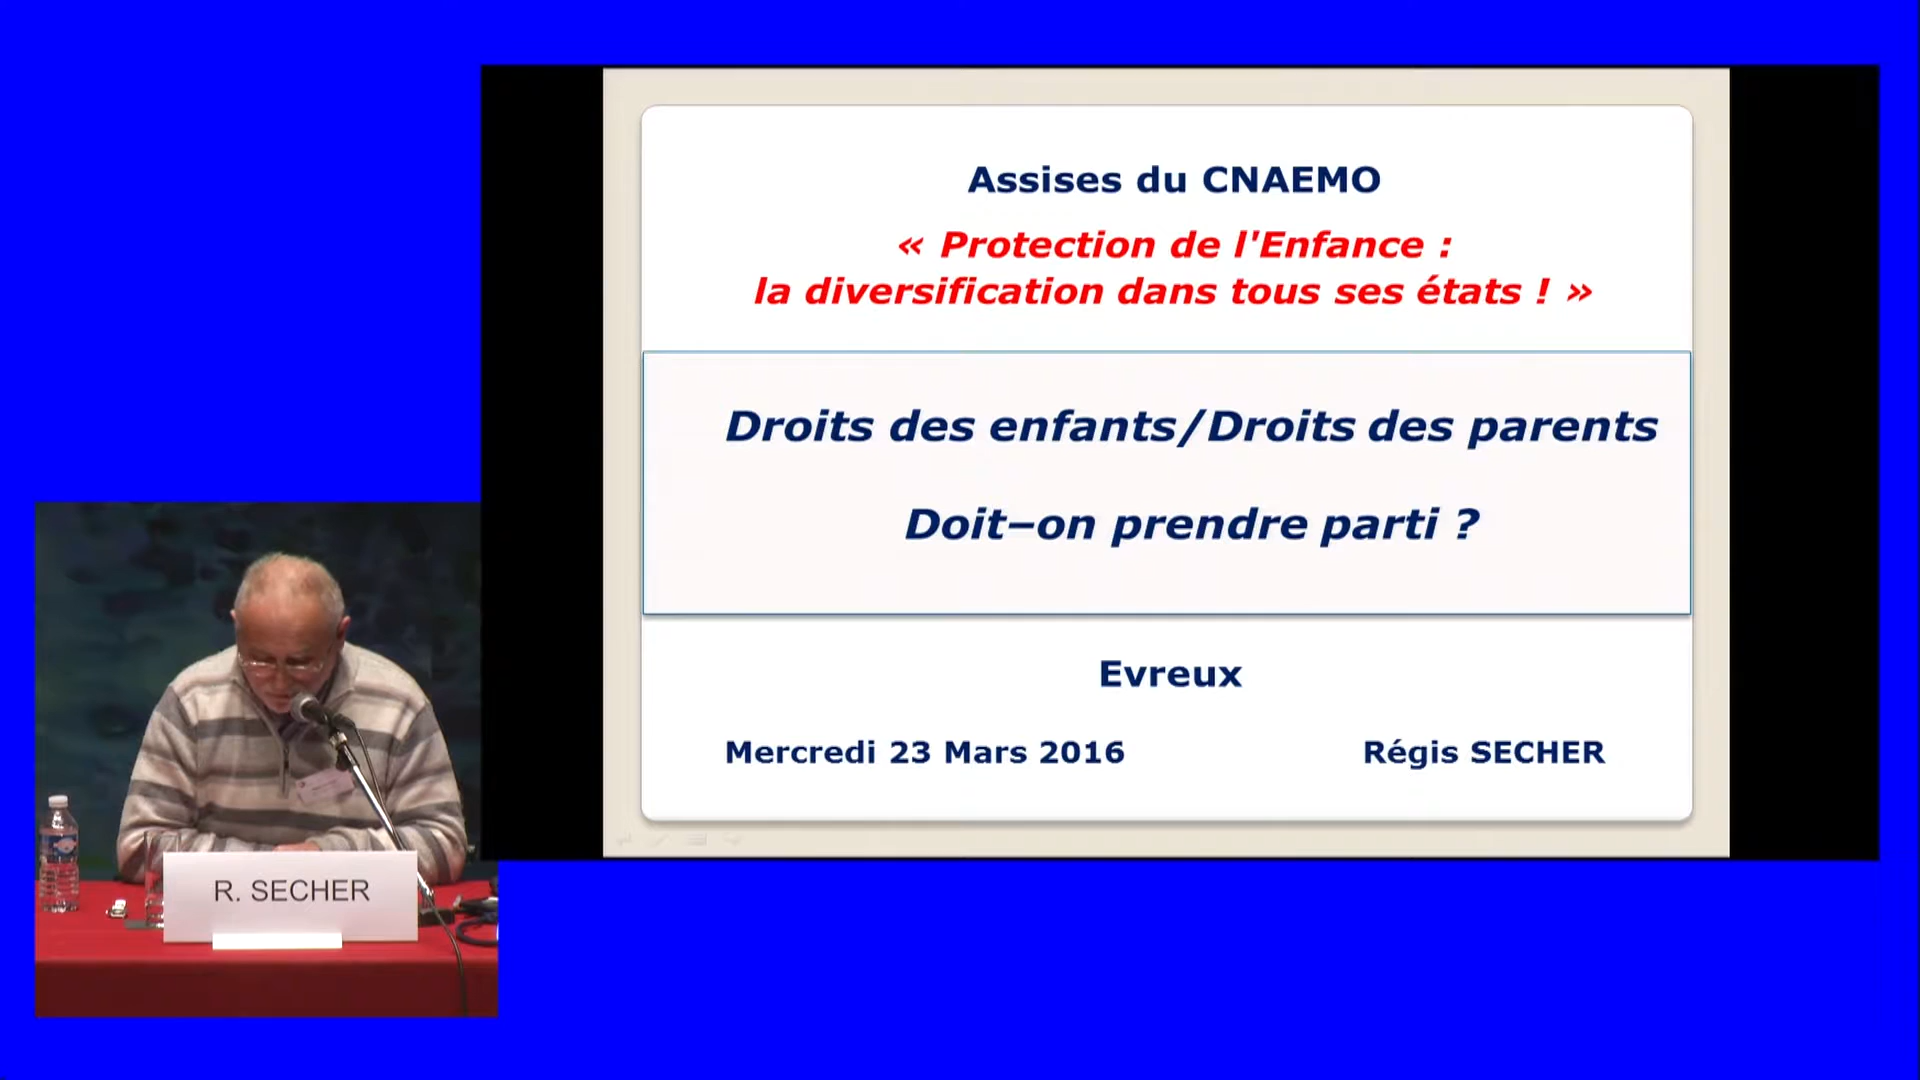 Assises du CNAEMO
« Protection de l'Enfance :
la diversification dans tous ses états ! »
Droits des enfants/Droits des parents
Doit–on prendre parti ?
Evreux
Mercredi 23 Mars 2016
Régis SECHER
R. SECHER